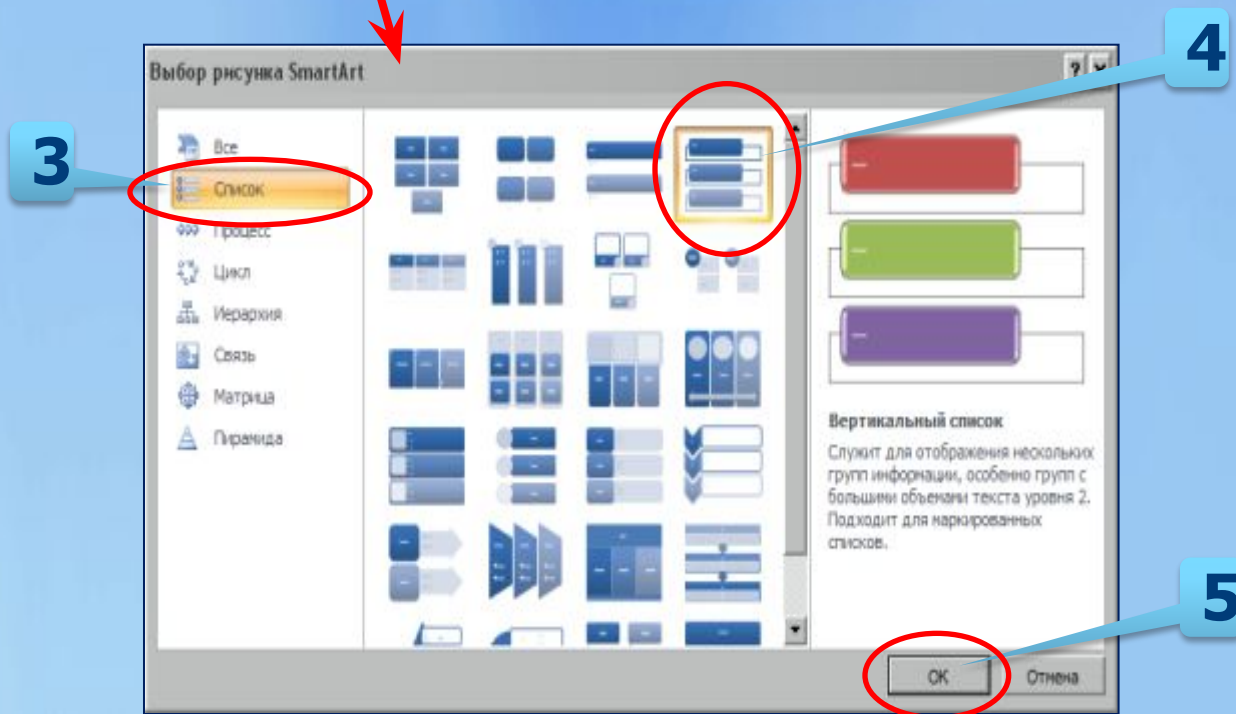 4
Выбор рисунка SmartArt
? x
3
Все
Список
Процесс
Цикл
Иерархия
Связь
Матрица
Пирамида
Вертикальный список
Служит для отображения нескольких
групп информации, особенно групп с
большими объемами текста уровня 2.
Подходит для маркированных
списков.
5
ОК
Отмена